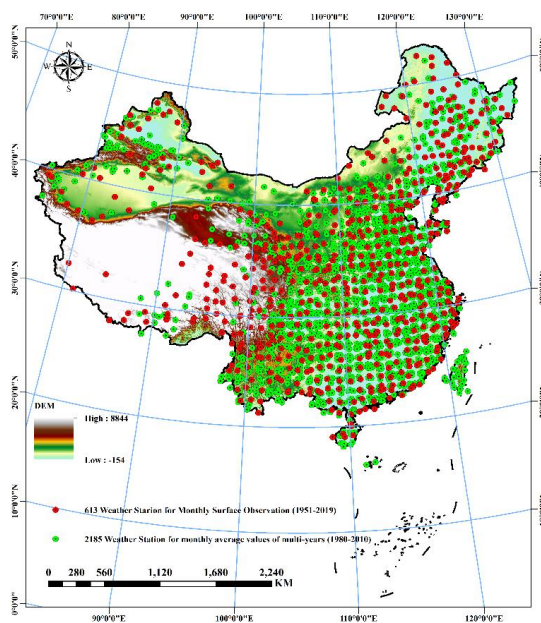 70°0'0"E 80°0'0"E 90°0'0"E 100°0'0"E 110°0'0"E 120°0'0"E 130°0'0"E
50°0'0"N
N
W E
S
40°0'0"N
30°0'0"N
20°0'0"N
DEM
High : 8844
Low : -154
10°0'0"N
613 Weather Starion for Monthly Surface Observation (1951-2019)
2185 Weather Station for monthly average values of multi-years (1980-2010)
0 280 560 1,120 1,680 2,240
KM
0°0'0"
90°0'0"E 100°0'0"E 110°0'0"E 120°0'0"E